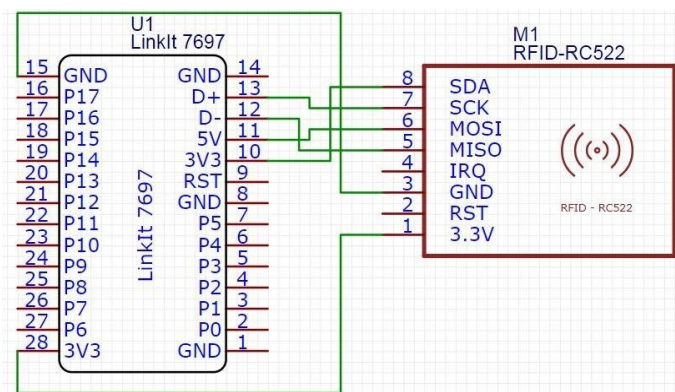 U1
LinkIt 7697
15 GND GND 14
16 P17 D+ 13
17 P16 D- 12
18 P15 5V 11
19 P14 3V3 10
20 P13 RST 9
21 P12 GND 8
22 P11 P5 7
23 P10 P4 6
24 P9 P3 5
25 P8 P2 4
26 P7 P1 3
27 P6 P0 2
28 3V3 GND 1
LinkIt 7697
M1
RFID-RC522
8 SDA
7 SCK
6 MOSI
5 MISO
4 IRQ
3 GND
2 RST
1 3.3V
RFID - RC522